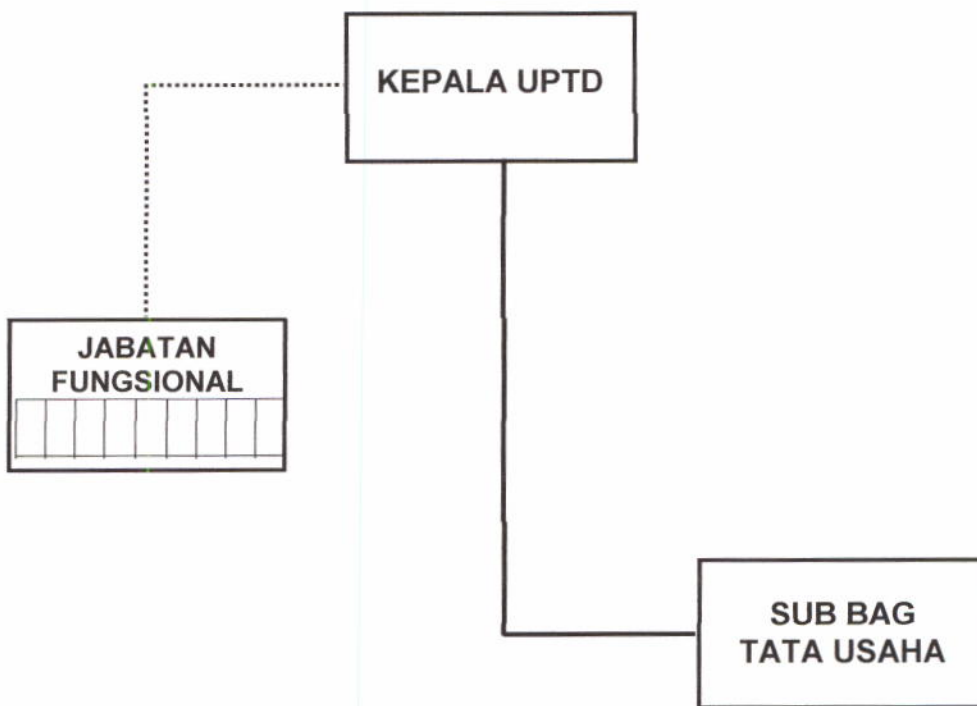 KEPALA UPTD
JABATAN
FUNGSIONAL
SUB BAG
TATA USAHA